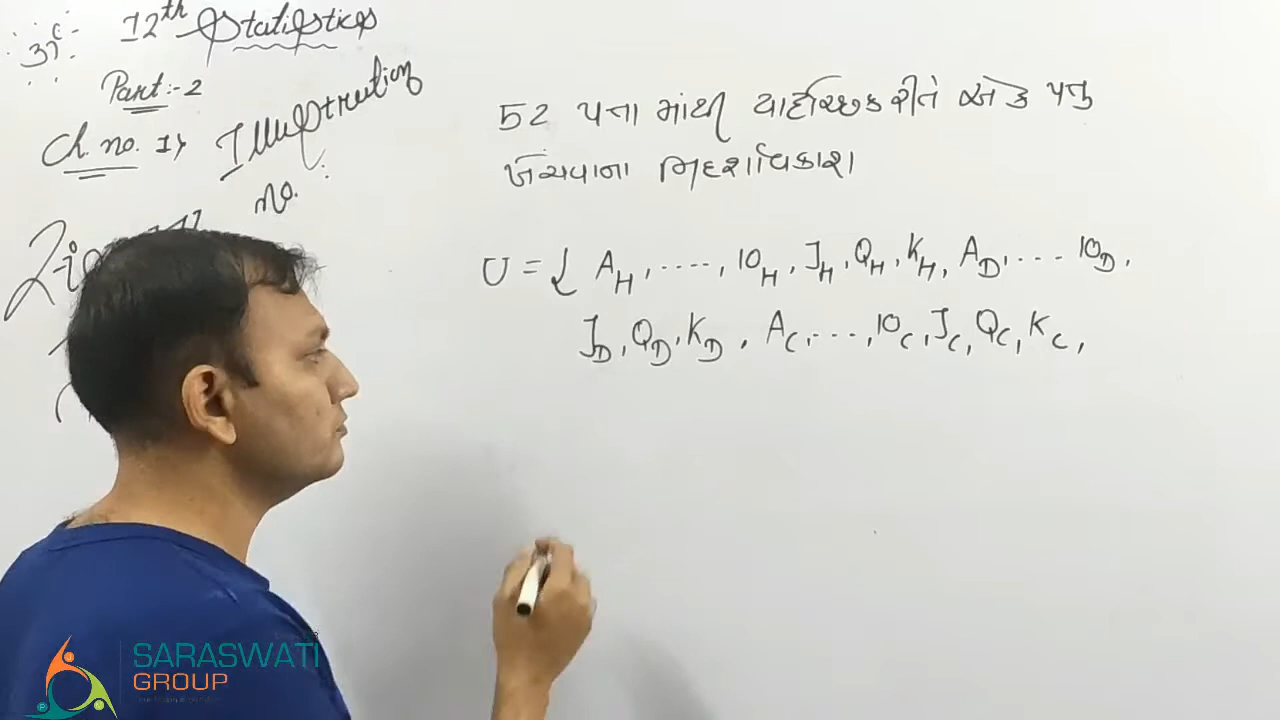 12th Statistics
Part:- 2
Ch. no. 1) Illustration
no.
52 પત્તા માંથી યાદચ્છિક રીતે એક પત્તુ
ખેંચવાના નિદર્શાવકાશ
U = { A_H, ...., 10_H, J_H, Q_H, K_H, A_D, ... 10_D,
J_D, Q_D, K_D, A_C, ..., 10_C, J_C, Q_C, K_C,
SARASWATI
GROUP